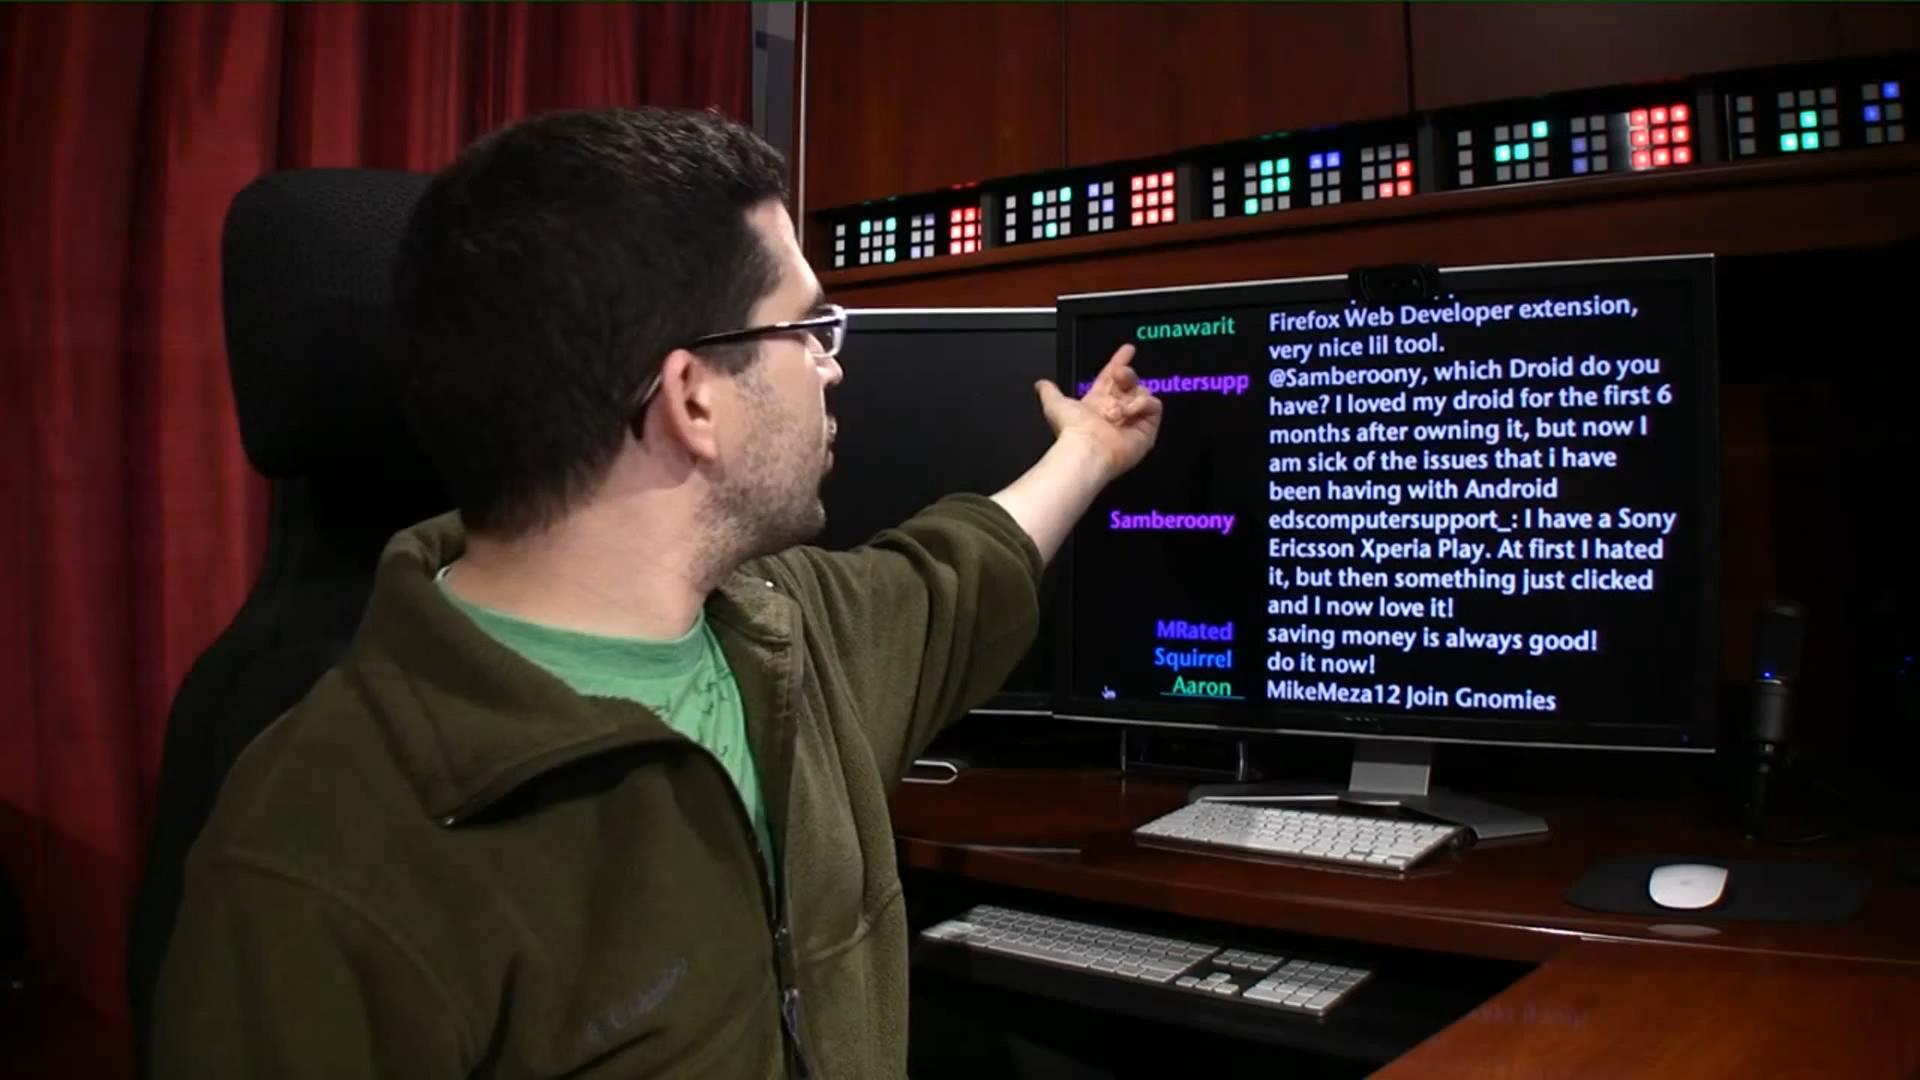 cunawarit Firefox Web Developer extension,
very nice lil tool.
putersupp @Samberoony, which Droid do you
have? I loved my droid for the first 6
months after owning it, but now I
am sick of the issues that i have
been having with Android
Samberoony edscomputersupport_: I have a Sony
Ericsson Xperia Play. At first I hated
it, but then something just clicked
and I now love it!
MRated saving money is always good!
Squirrel do it now!
Aaron MikeMeza12 Join Gnomies